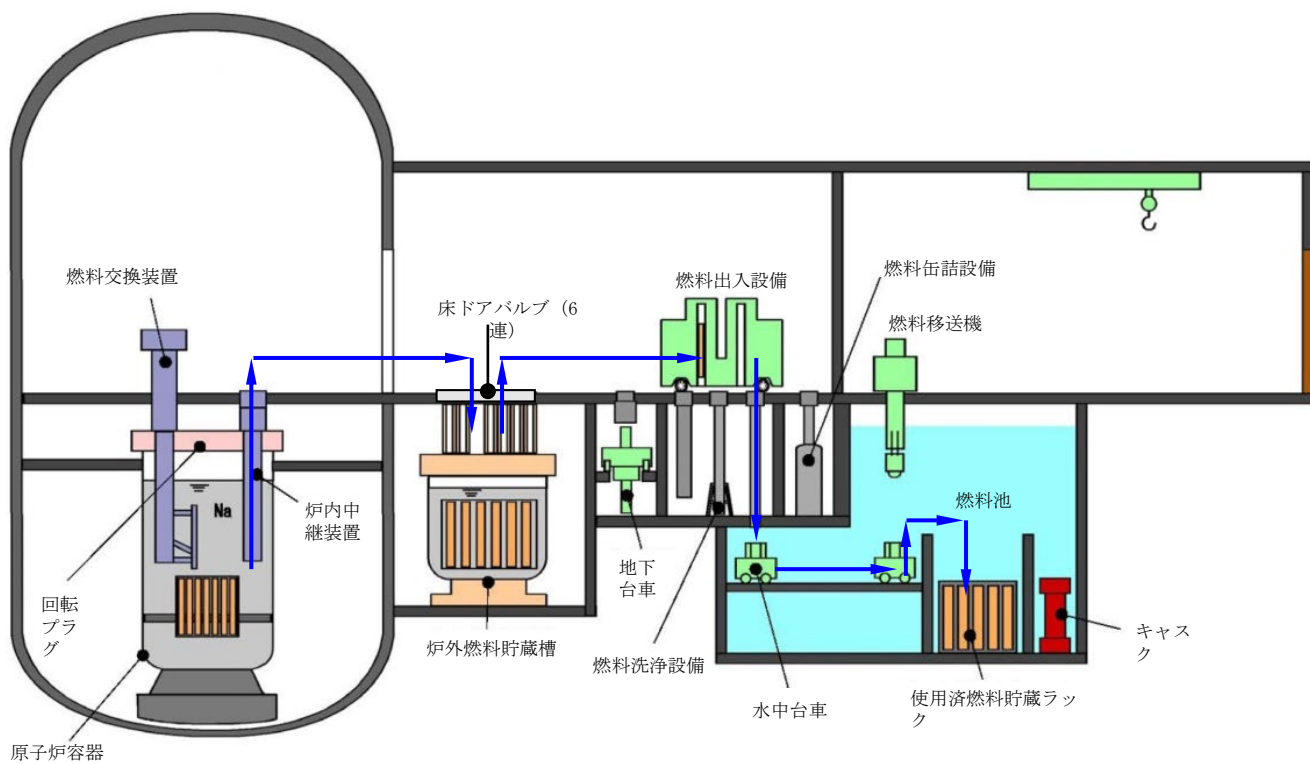 燃料交換装置
床ドアバルブ（6
連）
燃料出入設備
燃料缶詰設備
燃料移送機
Na
炉内中
継装置
燃料池
地下
台車
回転
プラ
グ
炉外燃料貯蔵槽
燃料洗浄設備
水中台車
使用済燃料貯蔵ラッ
ク
キャス
ク
原子炉容器